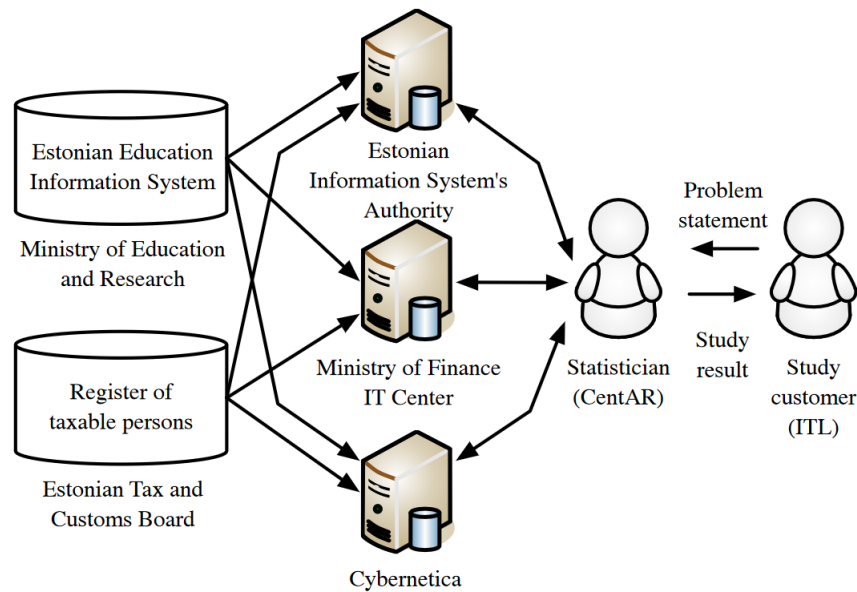 Estonian Education
Information System
Ministry of Education
and Research
Register of
taxable persons
Estonian Tax and
Customs Board
Estonian
Information System's
Authority
Ministry of Finance
IT Center
Cybernetica
Statistician
(CentAR)
Problem
statement
Study
result
Study
customer
(ITL)